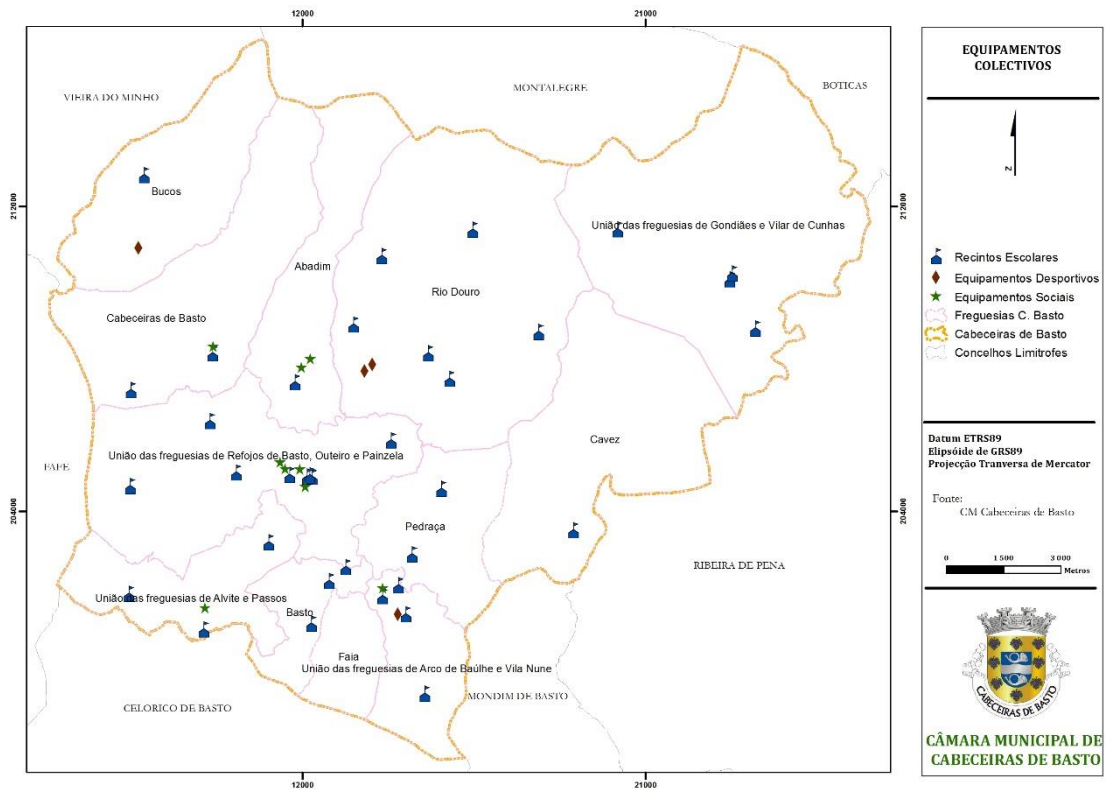 12000
21000
VIEIRA DO MINHO
MONTALEGRE
BOTICAS
Bucos
212000
212000
União das freguesias de Gondiães e Vilar de Cunhas
Abadim
Rio Douro
Cabeceiras de Basto
Cavez
União das freguesias de Refojos de Basto, Outeiro e Painzela
FAFE
204000
204000
Pedraça
RIBEIRA DE PENA
União das freguesias de Alvite e Passos
Basto
Faia
União das freguesias de Arco de Baúlhe e Vila Nune
MONDIM DE BASTO
CELORICO DE BASTO
12000
21000
EQUIPAMENTOS
COLECTIVOS
N
Recintos Escolares
Equipamentos Desportivos
Equipamentos Sociais
Freguesias C. Basto
Cabeceiras de Basto
Concelhos Limitrofes
Datum ETRS89
Elipsóide de GRS89
Projecção Tranversa de Mercator
Fonte:
CM Cabeceiras de Basto
0 1 500 3 000
Metros
CABECEIRAS DE BASTO
CÂMARA MUNICIPAL DE
CABECEIRAS DE BASTO